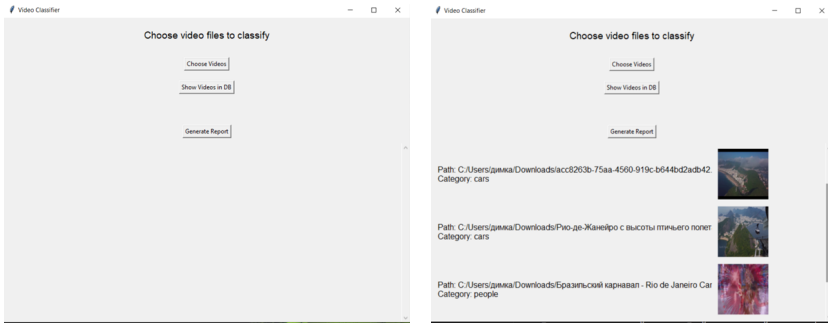 Video Classifier
Choose video files to classify
Choose Videos
Show Videos in DB
Generate Report
Video Classifier
Choose video files to classify
Choose Videos
Show Videos in DB
Generate Report
Path: C:/Users/димка/Downloads/acc8263b-75aa-4560-919c-b644bd2adb42.
Category: cars
Path: C:/Users/димка/Downloads/Рио-де-Жанейро с высоты птичьего полет
Category: cars
Path: C:/Users/димка/Downloads/Бразильский карнавал - Rio de Janeiro Car
Category: people